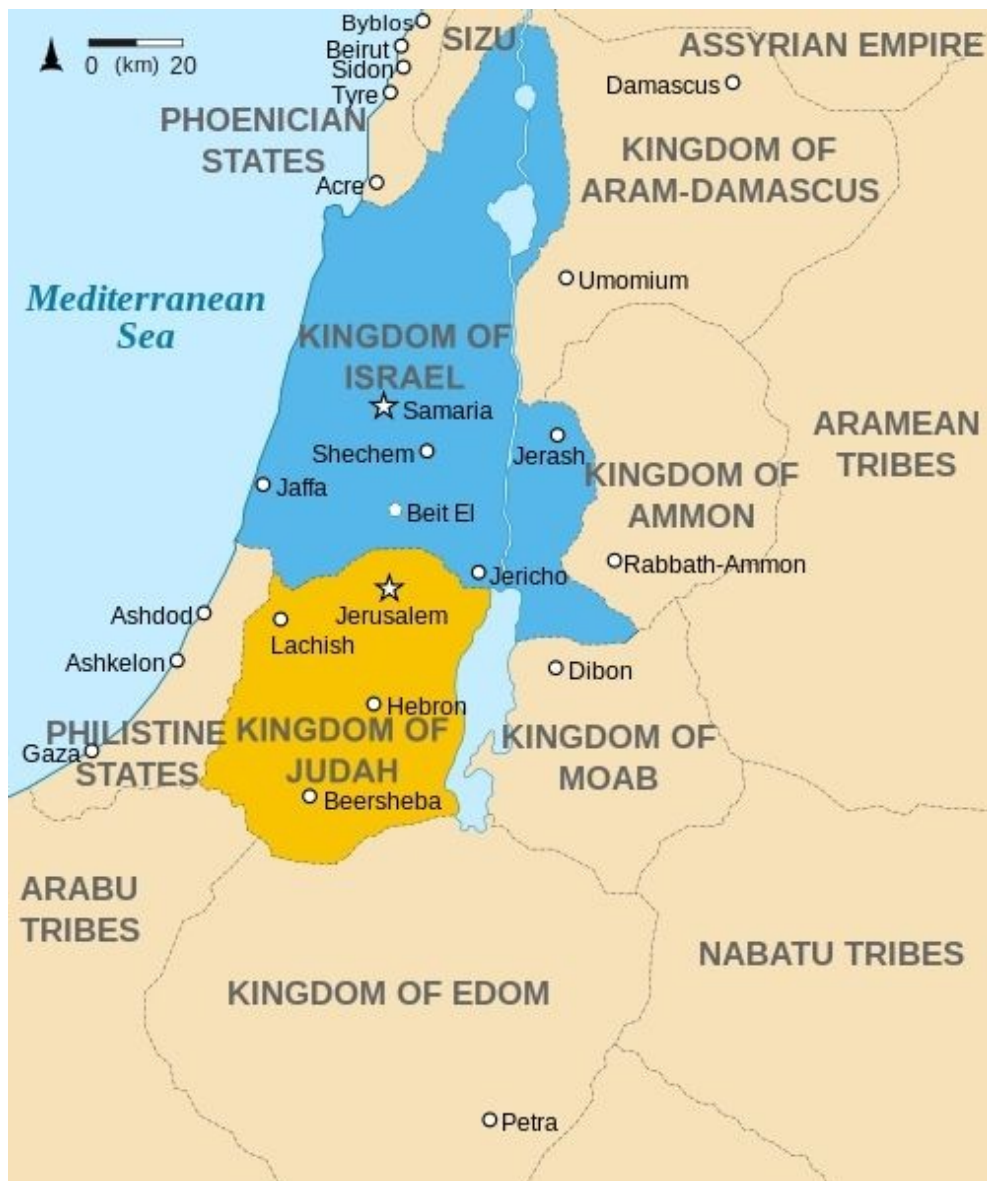 Byblos
SIZU
ASSYRIAN EMPIRE
Beirut
0 (km) 20
Sidon
Damascus
Tyre
PHOENICIAN
STATES
KINGDOM OF
ARAM-DAMASCUS
Acre
Umomium
Mediterranean
Sea
KINGDOM OF
ISRAEL
Samaria
ARAMEAN
TRIBES
Shechem
Jerash
KINGDOM OF
AMMON
Jaffa
Beit El
Rabbath-Ammon
Jericho
Ashdod
Jerusalem
Lachish
Ashkelon
Dibon
Hebron
PHILISTINE
STATES
Gaza
KINGDOM OF
JUDAH
KINGDOM OF
MOAB
Beersheba
ARABU
TRIBES
NABATU TRIBES
KINGDOM OF EDOM
Petra